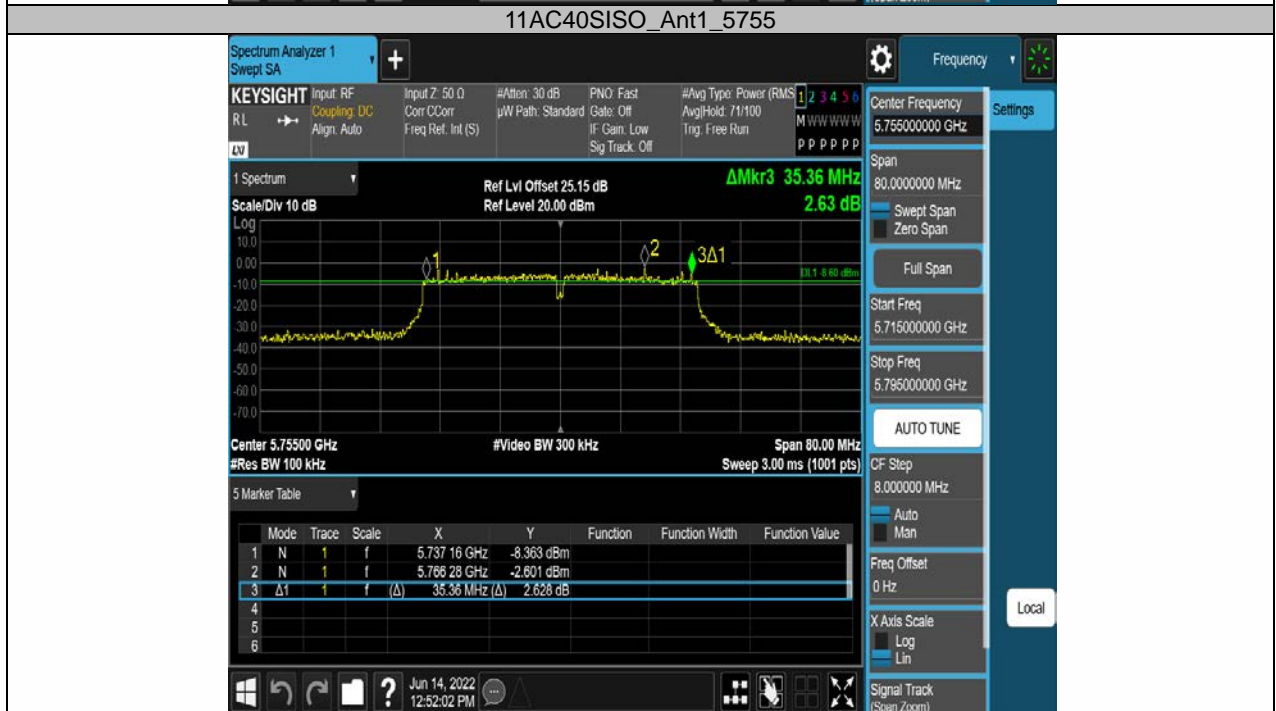 11AC40SISO_Ant1_5755
Spectrum Analyzer 1
Swept SA
+
Frequency
KEYSIGHT
RL
LXI
Input: RF
Coupling: DC
Align: Auto
Input Z: 50 Ω
Corr CCorr
Freq Ref: Int (S)
#Atten: 30 dB
µW Path: Standard
PNO: Fast
Gate: Off
IF Gain: Low
Sig Track: Off
#Avg Type: Power (RMS
Avg|Hold: 71/100
Trig: Free Run
1 2 3 4 5 6
M W W W W W
P P P P P P
Center Frequency
5.755000000 GHz
Settings
Span
80.0000000 MHz
Swept Span
Zero Span
Full Span
Start Freq
5.715000000 GHz
Stop Freq
5.795000000 GHz
AUTO TUNE
CF Step
8.000000 MHz
Auto
Man
Freq Offset
0 Hz
X Axis Scale
Log
Lin
Signal Track
(Span Zoom)
Local
1 Spectrum
Scale/Div 10 dB
Ref Lvl Offset 25.15 dB
Ref Level 20.00 dBm
ΔMkr3 35.36 MHz
2.63 dB
Log
10.0
0.00
-10.0
-20.0
-30.0
-40.0
-50.0
-60.0
-70.0
1
2
3Δ1
DL1 -8.60 dBm
Center 5.75500 GHz
#Res BW 100 kHz
#Video BW 300 kHz
Span 80.00 MHz
Sweep 3.00 ms (1001 pts)
5 Marker Table
Mode Trace Scale X Y Function Function Width Function Value
1 N 1 f 5.737 16 GHz -8.363 dBm
2 N 1 f 5.766 28 GHz -2.601 dBm
3 Δ1 1 f (Δ) 35.36 MHz (Δ) 2.628 dB
4
5
6
?
Jun 14, 2022
12:52:02 PM